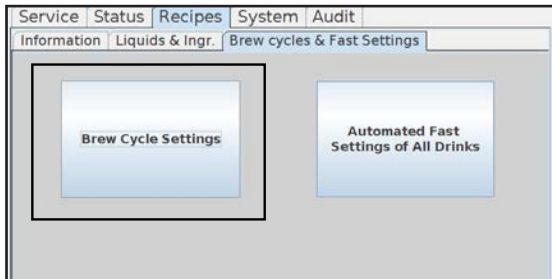 Service Status Recipes System Audit
Information Liquids & Ingr. Brew cycles & Fast Settings
Brew Cycle Settings
Automated Fast
Settings of All Drinks